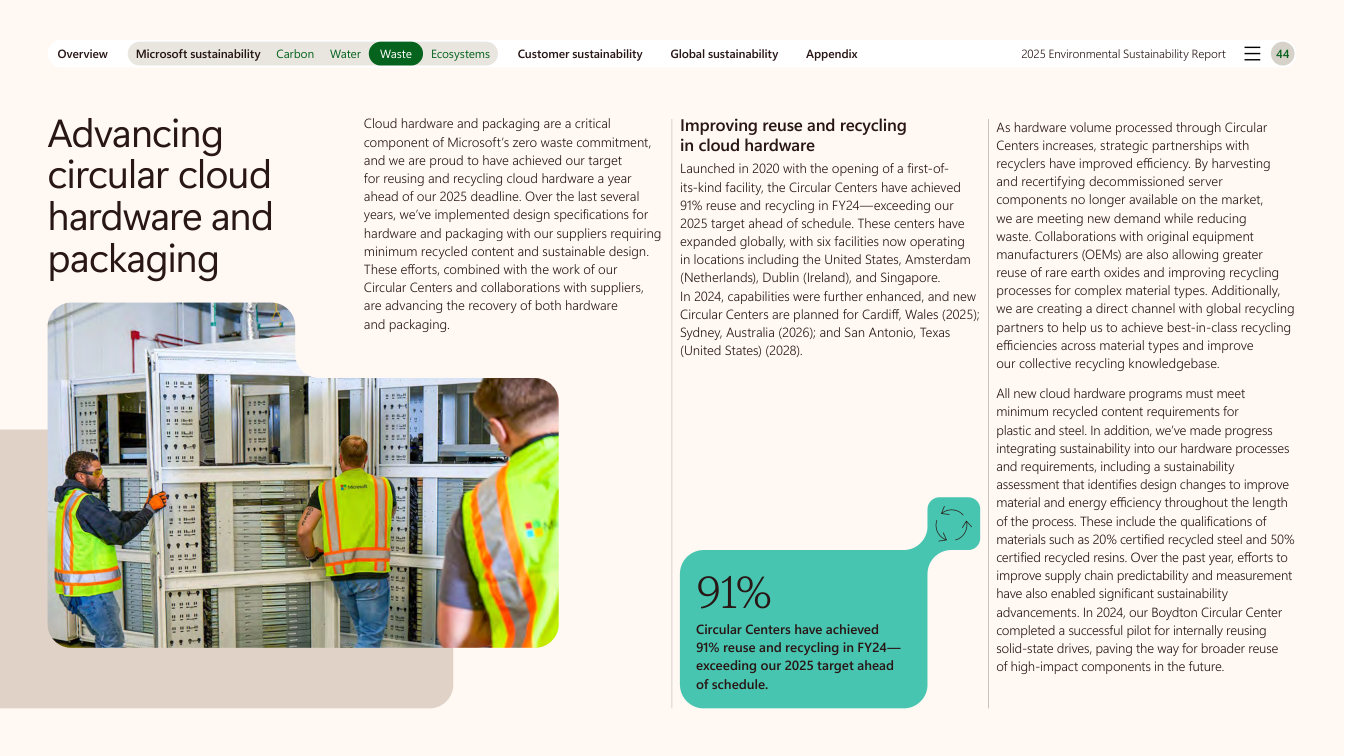 Overview
Microsoft sustainability
Carbon
Water
Waste
Ecosystems
Customer sustainability
Global sustainability
Appendix
2025 Environmental Sustainability Report
44
Advancing
circular cloud
hardware and
packaging
Cloud hardware and packaging are a critical
component of Microsoft's zero waste commitment,
and we are proud to have achieved our target
for reusing and recycling cloud hardware a year
ahead of our 2025 deadline. Over the last several
years, we've implemented design specifications for
hardware and packaging with our suppliers requiring
minimum recycled content and sustainable design.
These efforts, combined with the work of our
Circular Centers and collaborations with suppliers,
are advancing the recovery of both hardware
and packaging.
Microsoft
Improving reuse and recycling
in cloud hardware
Launched in 2020 with the opening of a first-of-
its-kind facility, the Circular Centers have achieved
91% reuse and recycling in FY24—exceeding our
2025 target ahead of schedule. These centers have
expanded globally, with six facilities now operating
in locations including the United States, Amsterdam
(Netherlands), Dublin (Ireland), and Singapore.
In 2024, capabilities were further enhanced, and new
Circular Centers are planned for Cardiff, Wales (2025);
Sydney, Australia (2026); and San Antonio, Texas
(United States) (2028).
91%
Circular Centers have achieved
91% reuse and recycling in FY24—
exceeding our 2025 target ahead
of schedule.
As hardware volume processed through Circular
Centers increases, strategic partnerships with
recyclers have improved efficiency. By harvesting
and recertifying decommissioned server
components no longer available on the market,
we are meeting new demand while reducing
waste. Collaborations with original equipment
manufacturers (OEMs) are also allowing greater
reuse of rare earth oxides and improving recycling
processes for complex material types. Additionally,
we are creating a direct channel with global recycling
partners to help us to achieve best-in-class recycling
efficiencies across material types and improve
our collective recycling knowledgebase.
All new cloud hardware programs must meet
minimum recycled content requirements for
plastic and steel. In addition, we've made progress
integrating sustainability into our hardware processes
and requirements, including a sustainability
assessment that identifies design changes to improve
material and energy efficiency throughout the length
of the process. These include the qualifications of
materials such as 20% certified recycled steel and 50%
certified recycled resins. Over the past year, efforts to
improve supply chain predictability and measurement
have also enabled significant sustainability
advancements. In 2024, our Boydton Circular Center
completed a successful pilot for internally reusing
solid-state drives, paving the way for broader reuse
of high-impact components in the future.